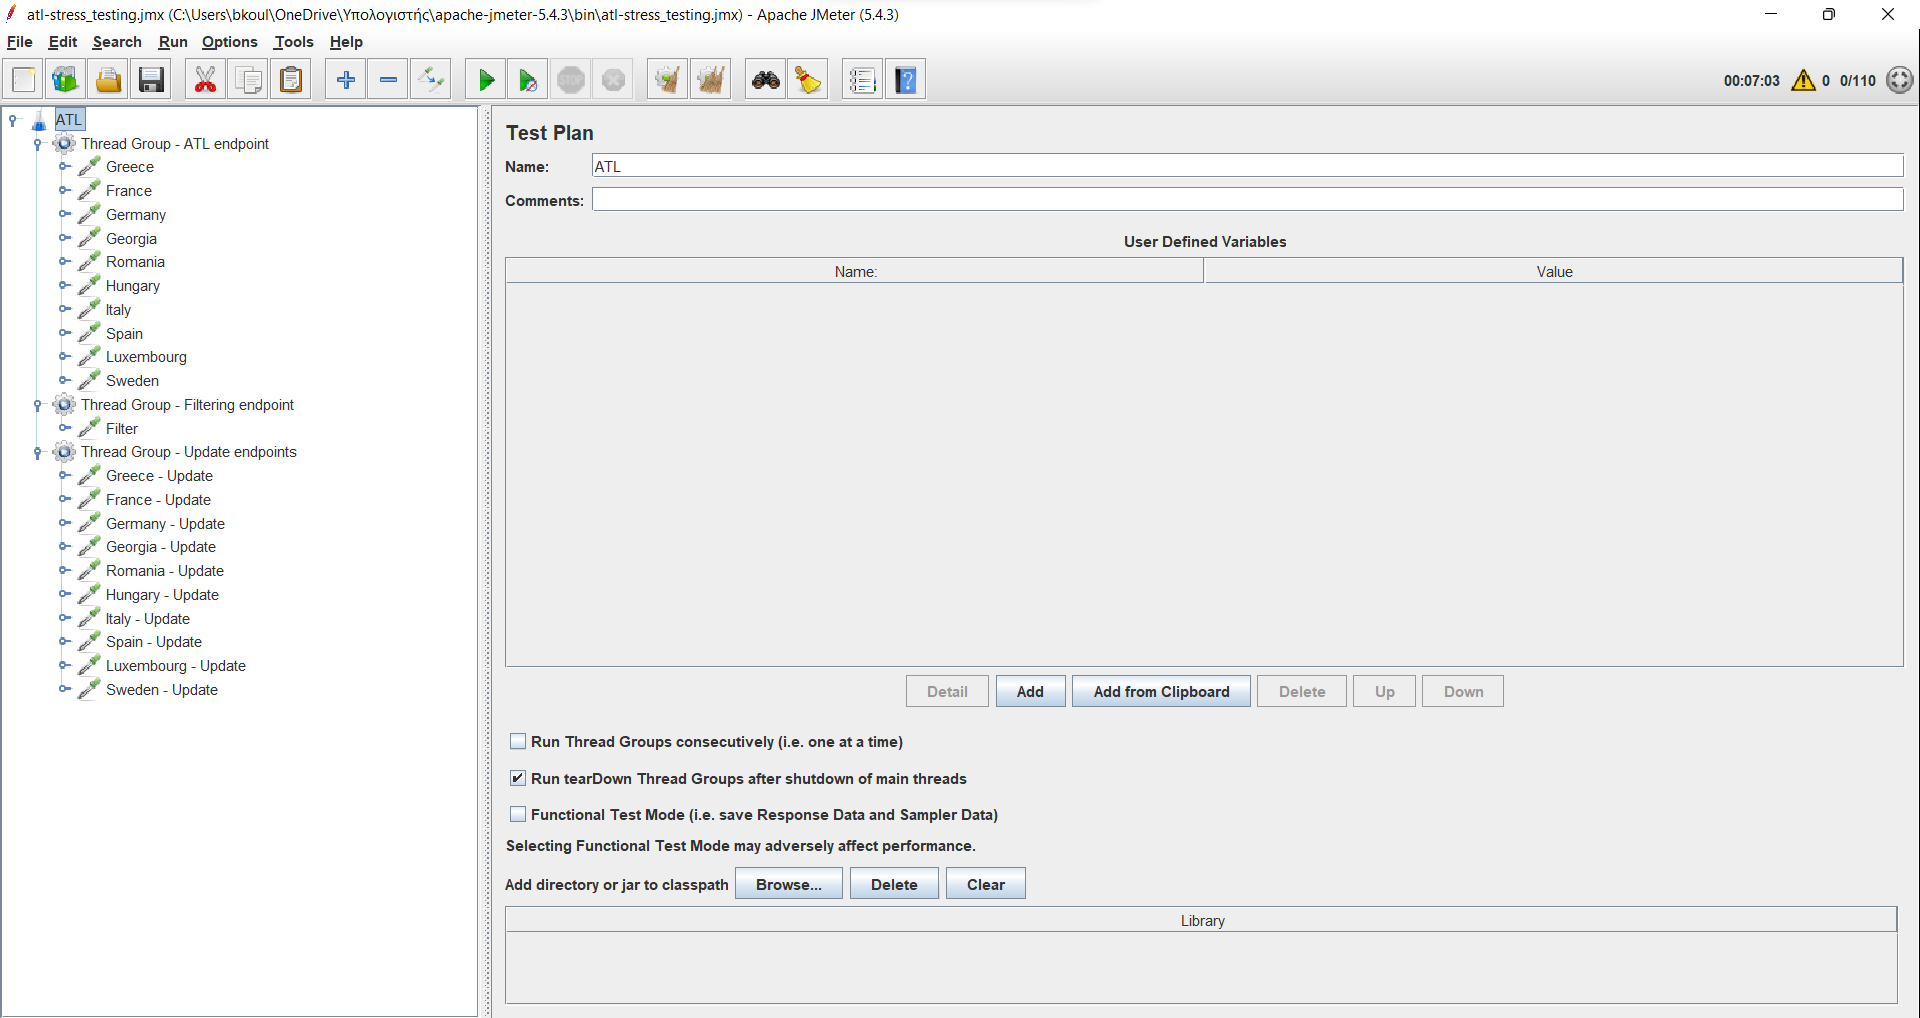 atl-stress_testing.jmx (C:\Users\bkoul\OneDrive\Υπολογιστής\apache-jmeter-5.4.3\bin\atl-stress_testing.jmx) - Apache JMeter (5.4.3)
File Edit Search Run Options Tools Help
STOP
00:07:03 0 0/110
ATL
Thread Group - ATL endpoint
Greece
France
Germany
Georgia
Romania
Hungary
Italy
Spain
Luxembourg
Sweden
Thread Group - Filtering endpoint
Filter
Thread Group - Update endpoints
Greece - Update
France - Update
Germany - Update
Georgia - Update
Romania - Update
Hungary - Update
Italy - Update
Spain - Update
Luxembourg - Update
Sweden - Update
Test Plan
Name: ATL
Comments:
User Defined Variables
Name: Value
Detail Add Add from Clipboard Delete Up Down
Run Thread Groups consecutively (i.e. one at a time)
Run tearDown Thread Groups after shutdown of main threads
Functional Test Mode (i.e. save Response Data and Sampler Data)
Selecting Functional Test Mode may adversely affect performance.
Add directory or jar to classpath Browse... Delete Clear
Library